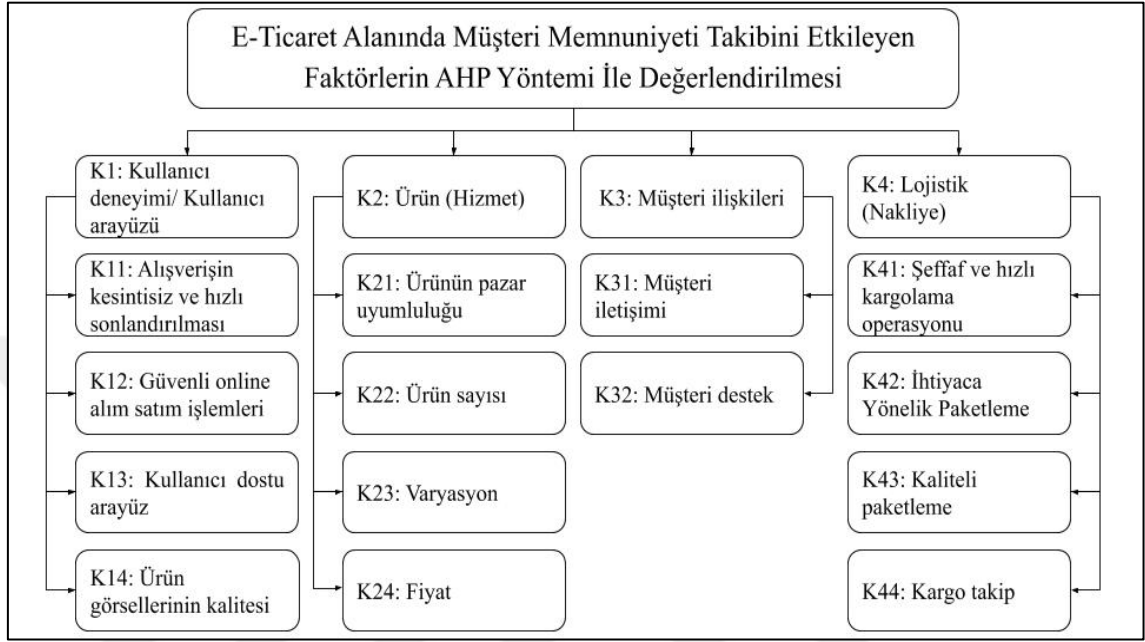 E-Ticaret Alanında Müşteri Memnuniyeti Takibini Etkileyen
Faktörlerin AHP Yöntemi İle Değerlendirilmesi
K1: Kullanıcı
deneyimi/ Kullanıcı
arayüzü
K11: Alışverişin
kesintisiz ve hızlı
sonlandırılması
K12: Güvenli online
alım satım işlemleri
K13: Kullanıcı dostu
arayüz
K14: Ürün
görsellerinin kalitesi
K2: Ürün (Hizmet)
K21: Ürünün pazar
uyumluluğu
K22: Ürün sayısı
K23: Varyasyon
K24: Fiyat
K3: Müşteri ilişkileri
K31: Müşteri
iletişimi
K32: Müşteri destek
K4: Lojistik
(Nakliye)
K41: Şeffaf ve hızlı
kargolama
operasyonu
K42: İhtiyaca
Yönelik Paketleme
K43: Kaliteli
paketleme
K44: Kargo takip